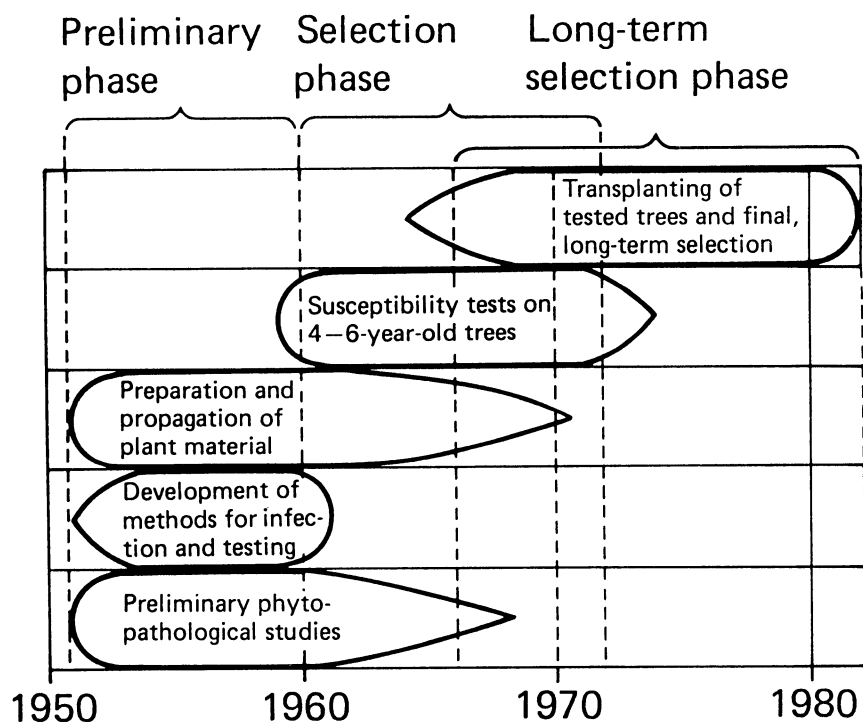 Preliminary
phase
Selection
phase
Long-term
selection phase
Transplanting of
tested trees and final,
long-term selection
Susceptibility tests on
4–6-year-old trees
Preparation and
propagation of
plant material
Development of
methods for infec-
tion and testing
Preliminary phyto-
pathological studies
1950 1960 1970 1980